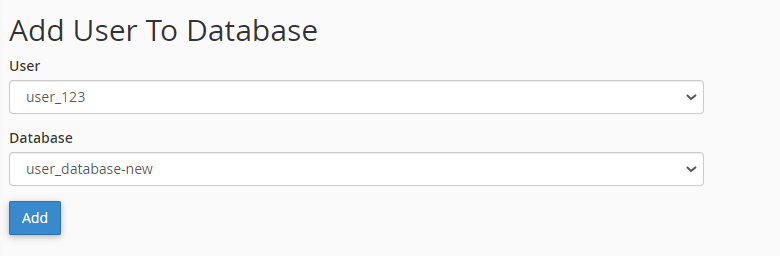 Add User To Database
User
user_123
Database
user_database-new
Add